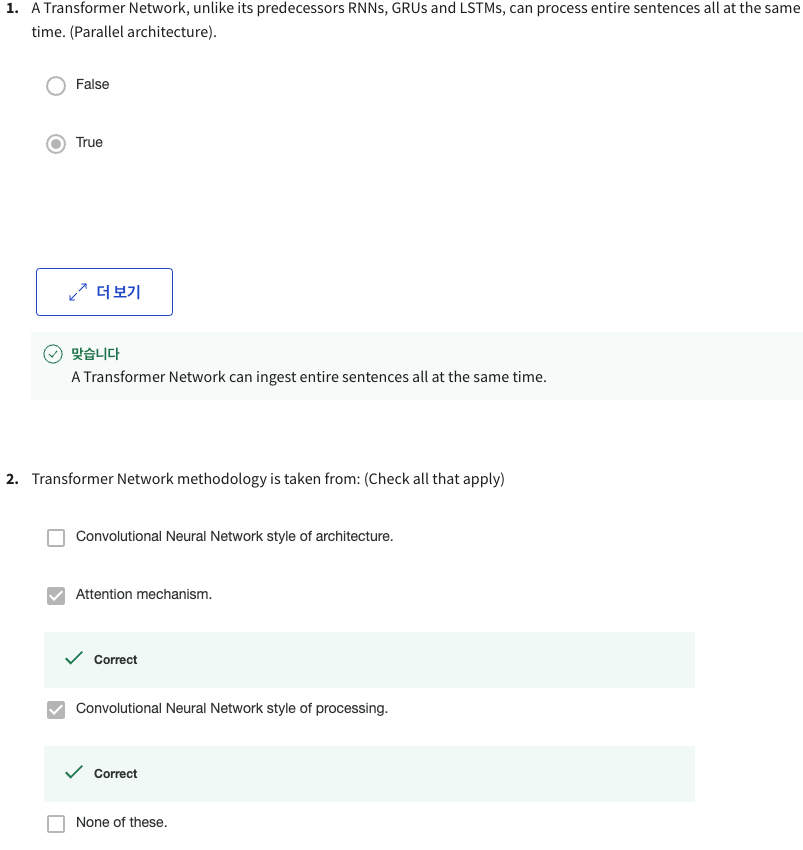 1. A Transformer Network, unlike its predecessors RNNs, GRUs and LSTMs, can process entire sentences all at the same
time. (Parallel architecture).
False
True
더 보기
맞습니다
A Transformer Network can ingest entire sentences all at the same time.
2. Transformer Network methodology is taken from: (Check all that apply)
Convolutional Neural Network style of architecture.
Attention mechanism.
Correct
Convolutional Neural Network style of processing.
Correct
None of these.